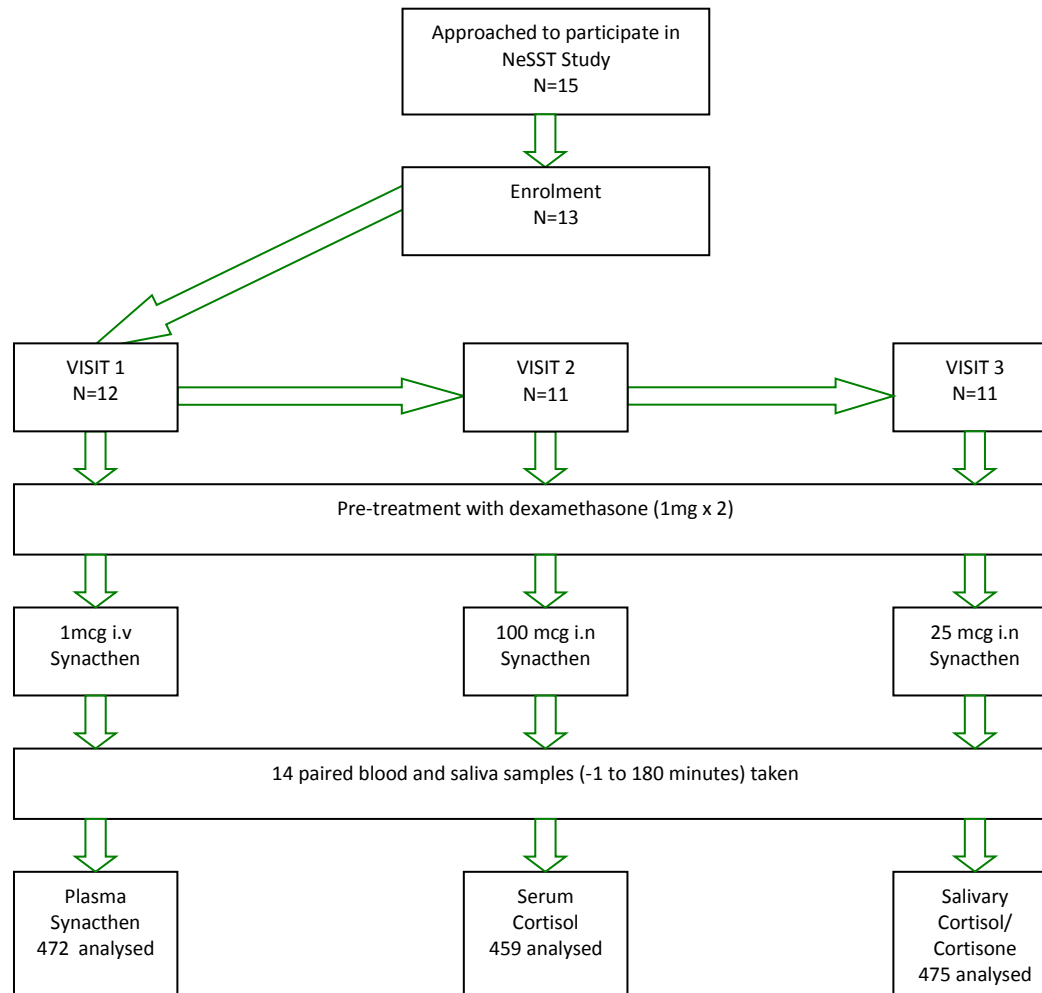 Approached to participate in
NeSST Study
N=15
Enrolment
N=13
VISIT 1
N=12
VISIT 2
N=11
VISIT 3
N=11
Pre-treatment with dexamethasone (1mg x 2)
1mcg i.v
Synacthen
100 mcg i.n
Synacthen
25 mcg i.n
Synacthen
14 paired blood and saliva samples (-1 to 180 minutes) taken
Plasma
Synacthen
472 analysed
Serum
Cortisol
459 analysed
Salivary
Cortisol/
Cortisone
475 analysed